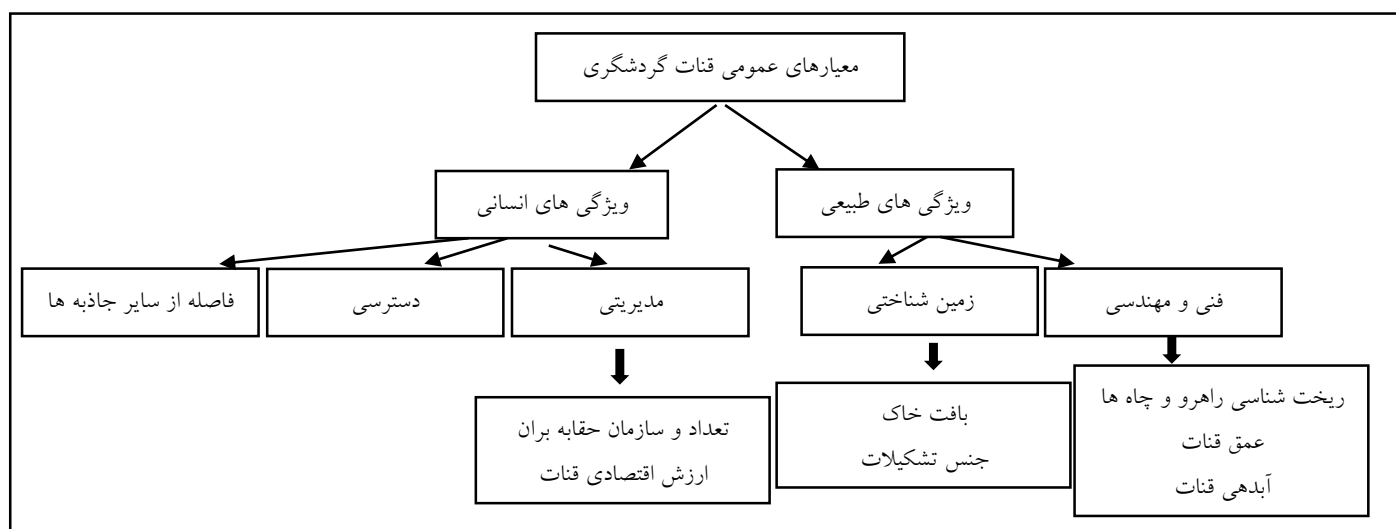 معیارهای عمومی قنات گردشگری
ویژگی های طبیعی
ویژگی های انسانی
فنی و مهندسی
زمین شناختی
مدیریتی
دسترسی
فاصله از سایر جاذبه ها
ریخت شناسی راهرو و چاه ها
عمق قنات
آبدهی قنات
بافت خاک
جنس تشکیلات
تعداد و سازمان حقابه بران
ارزش اقتصادی قنات